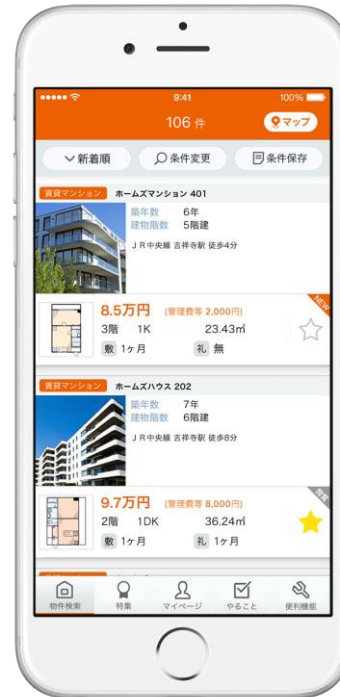 9:41
100%
106 件
マップ
新着順
条件変更
条件保存
賃貸マンション ホームズマンション 401
築年数 6年
建物階数 5階建
JR中央線 吉祥寺駅 徒歩4分
8.5万円 (管理費等 2,000円)
NEW
3階 1K 23.43㎡
敷 1ヶ月 礼 無
賃貸マンション ホームズハウス 202
築年数 7年
建物階数 6階建
JR中央線 吉祥寺駅 徒歩8分
9.7万円 (管理費等 8,000円)
2階 1DK 36.24㎡
敷 1ヶ月 礼 1ヶ月
物件検索 特集 マイページ やること 便利機能